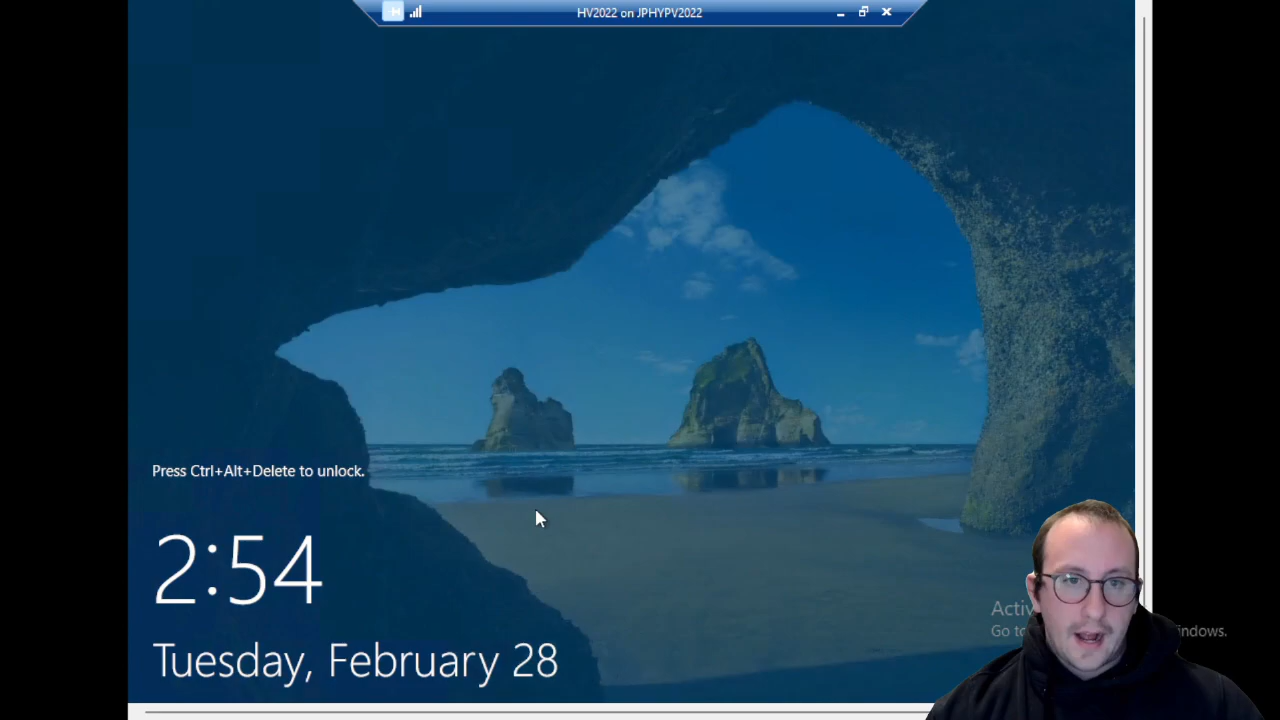 HV2022 on JPHYPV2022
Press Ctrl+Alt+Delete to unlock.
2:54
Tuesday, February 28
Activ
Go to
indows.